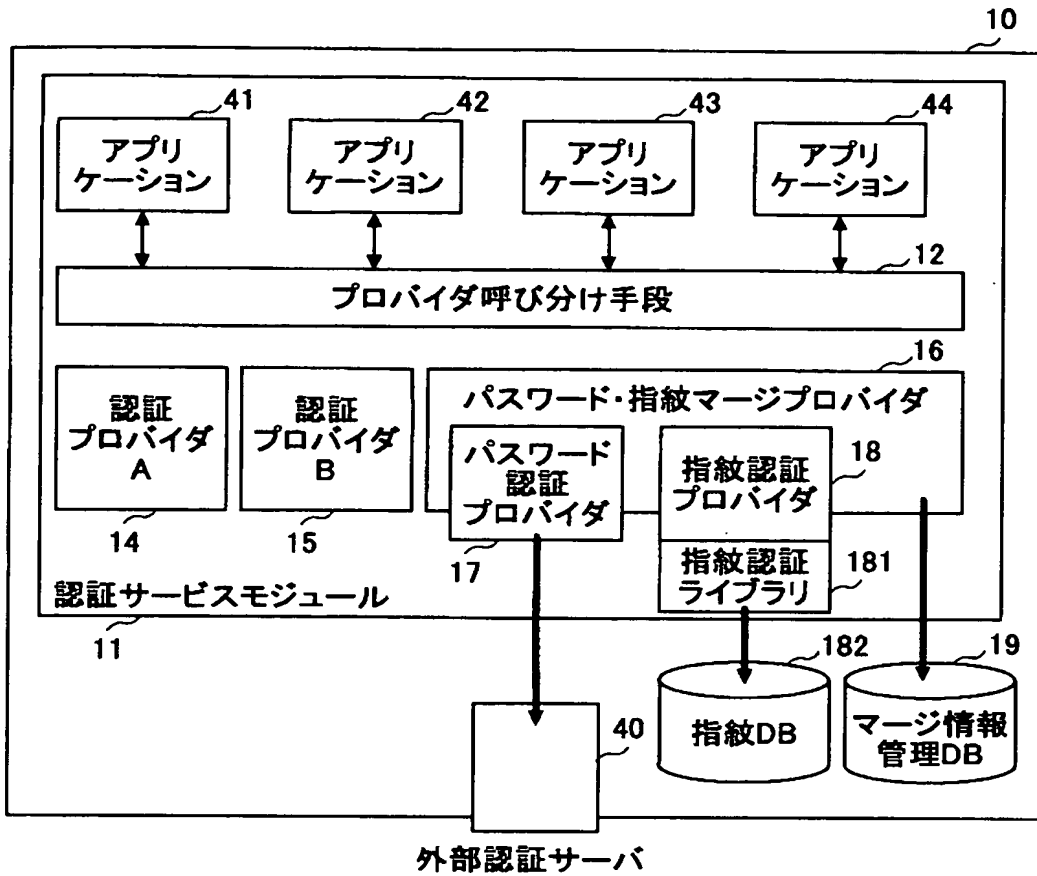 10
41
42
43
44
アプリ
ケーション
アプリ
ケーション
アプリ
ケーション
アプリ
ケーション
12
プロバイダ呼び分け手段
16
認証
プロバイダ
A
認証
プロバイダ
B
パスワード・指紋マージプロバイダ
パスワード
認証
プロバイダ
指紋認証
プロバイダ
18
14
15
17
指紋認証
ライブラリ
181
認証サービスモジュール
11
182
19
指紋DB
マージ情報
管理DB
40
外部認証サーバ